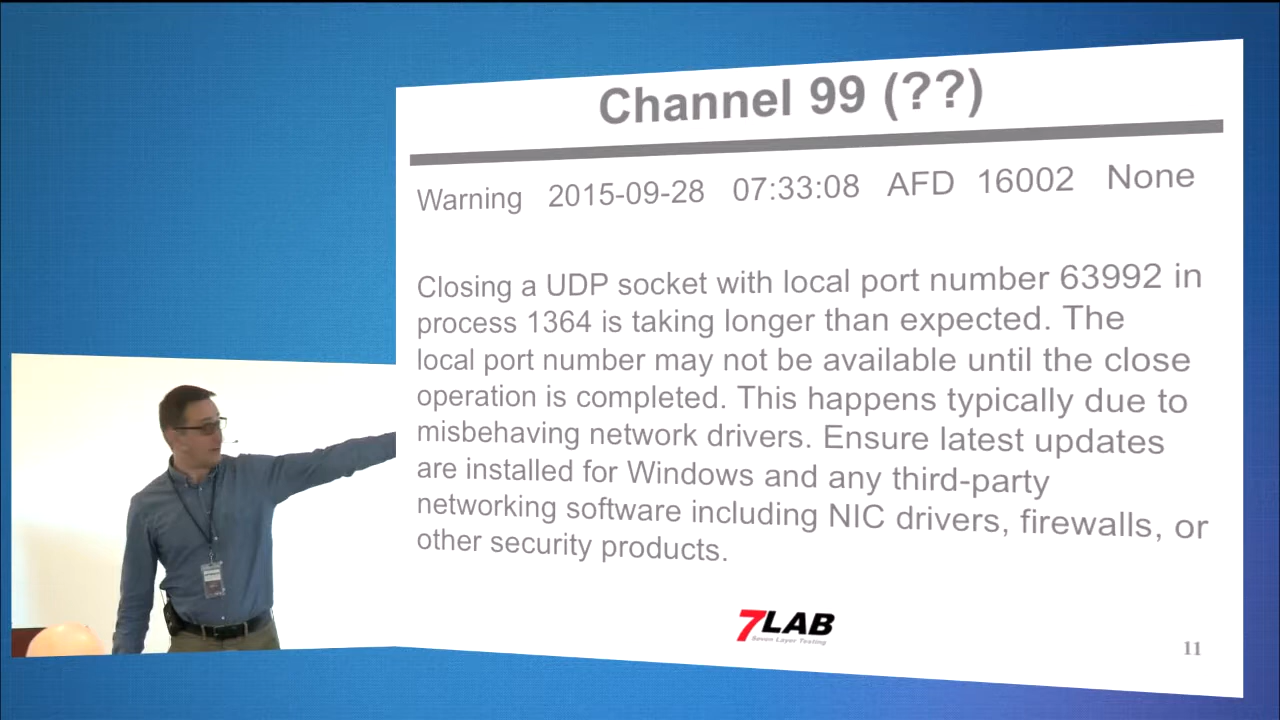 Channel 99 (??)
Warning 2015-09-28 07:33:08 AFD 16002 None
Closing a UDP socket with local port number 63992 in
process 1364 is taking longer than expected. The
local port number may not be available until the close
operation is completed. This happens typically due to
misbehaving network drivers. Ensure latest updates
are installed for Windows and any third-party
networking software including NIC drivers, firewalls, or
other security products.
7LAB
Seven Layer Testing
11